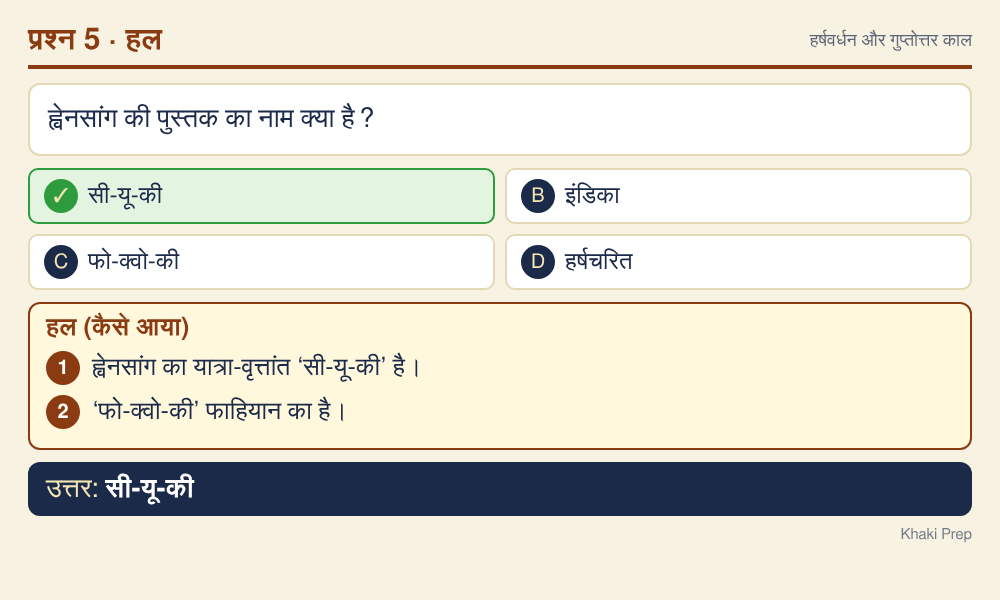 प्रश्न 5 · हल
हर्षवर्धन और गुप्तोत्तर काल
ह्वेनसांग की पुस्तक का नाम क्या है ?
✓ सी-यू-की
B इंडिका
C फो-क्वो-की
D हर्षचरित
हल (कैसे आया)
1 ह्वेनसांग का यात्रा-वृत्तांत ‘सी-यू-की’ है।
2 ‘फो-क्वो-की’ फाहियान का है।
उत्तर: सी-यू-की
Khaki Prep